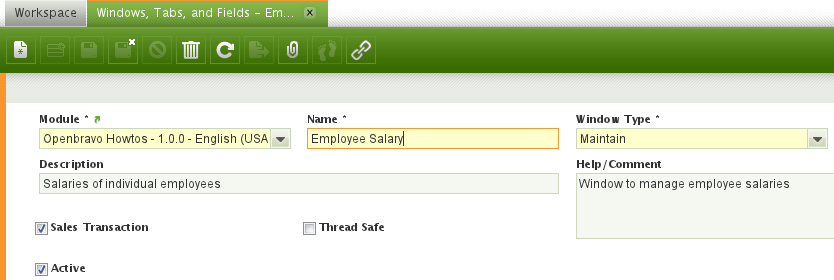 Workspace
Windows, Tabs, and Fields - Em...
Module *
Name *
Window Type *
Openbravo Howtos - 1.0.0 - English (USA
Employee Salary
Maintain
Description
Help/Comment
Salaries of individual employees
Window to manage employee salaries
Sales Transaction
Thread Safe
Active